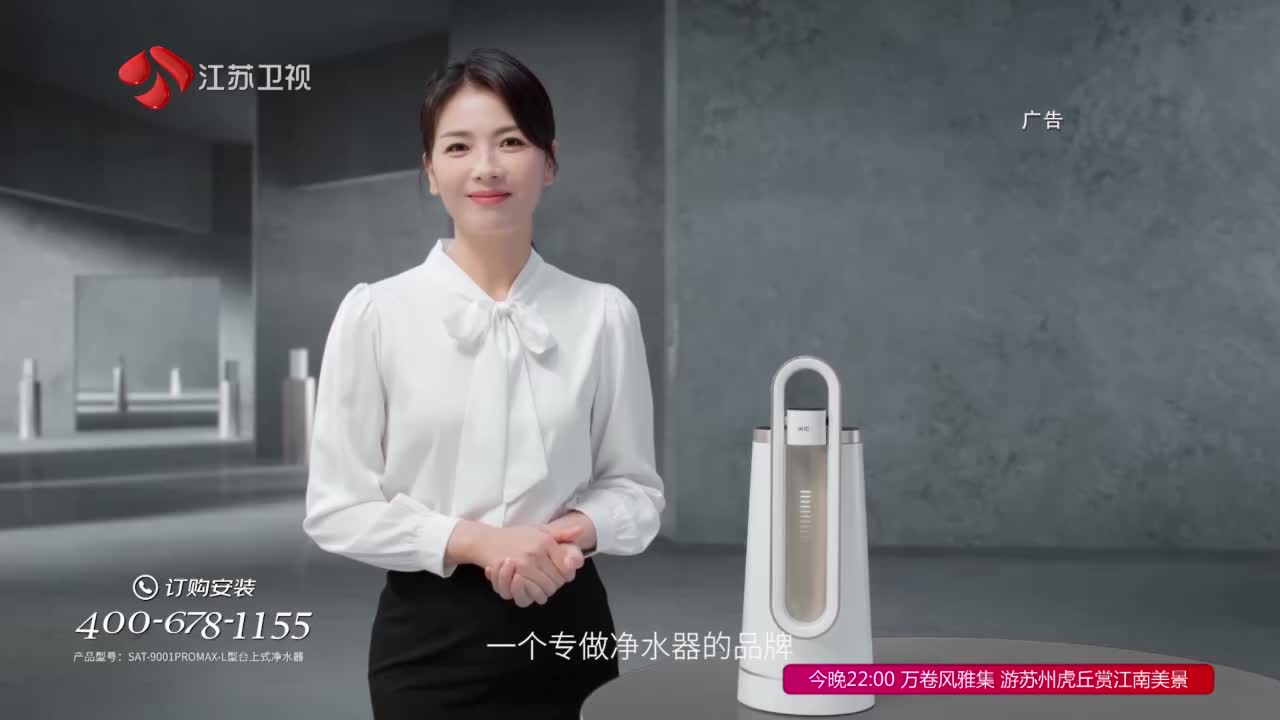 江苏卫视
广告
订购安装
400-678-1155
产品型号：SAT-9001PROMAX-L型台上式净水器
一个专做净水器的品牌
今晚22:00 万卷风雅集 游苏州虎丘赏江南美景